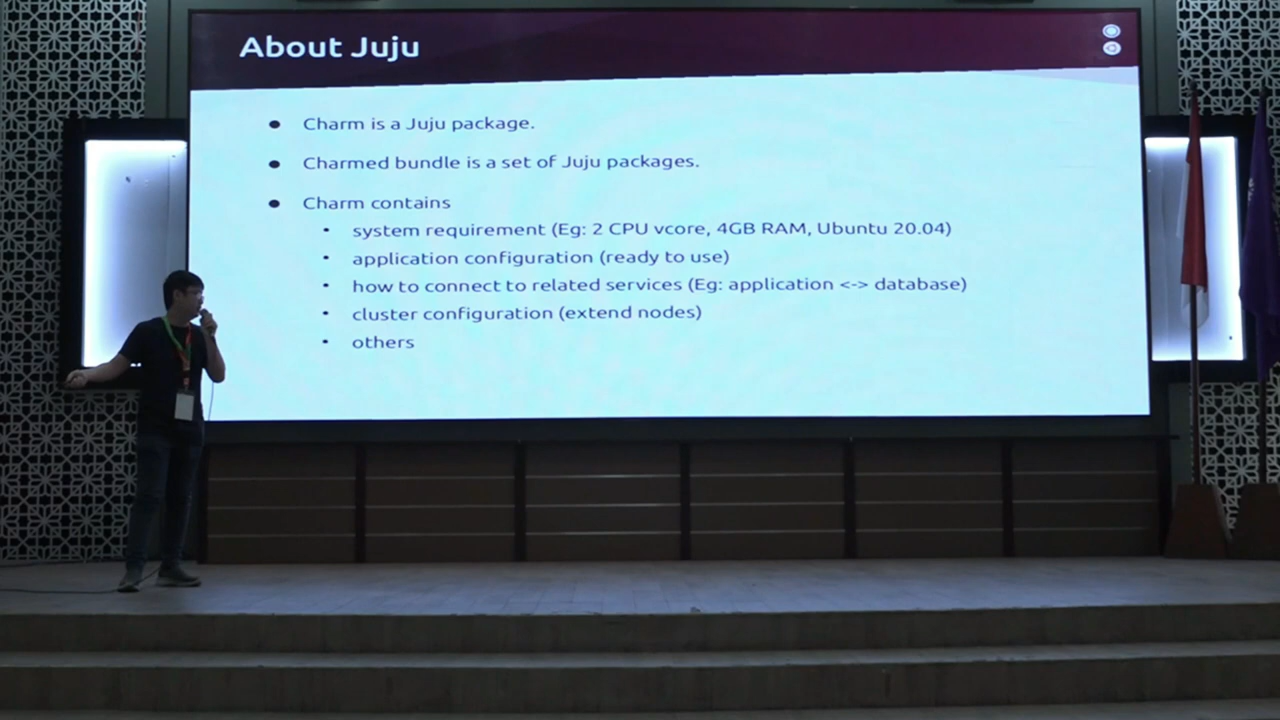 About Juju
● Charm is a Juju package.
● Charmed bundle is a set of Juju packages.
● Charm contains
• system requirement (Eg: 2 CPU vcore, 4GB RAM, Ubuntu 20.04)
• application configuration (ready to use)
• how to connect to related services (Eg: application <-> database)
• cluster configuration (extend nodes)
• others